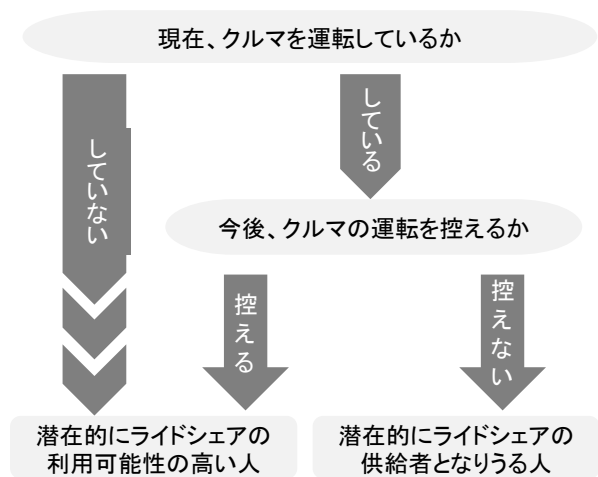 現在、クルマを運転しているか
していない
している
今後、クルマの運転を控えるか
控える
控えない
潜在的にライドシェアの
利用可能性の高い人
潜在的にライドシェアの
供給者となりうる人